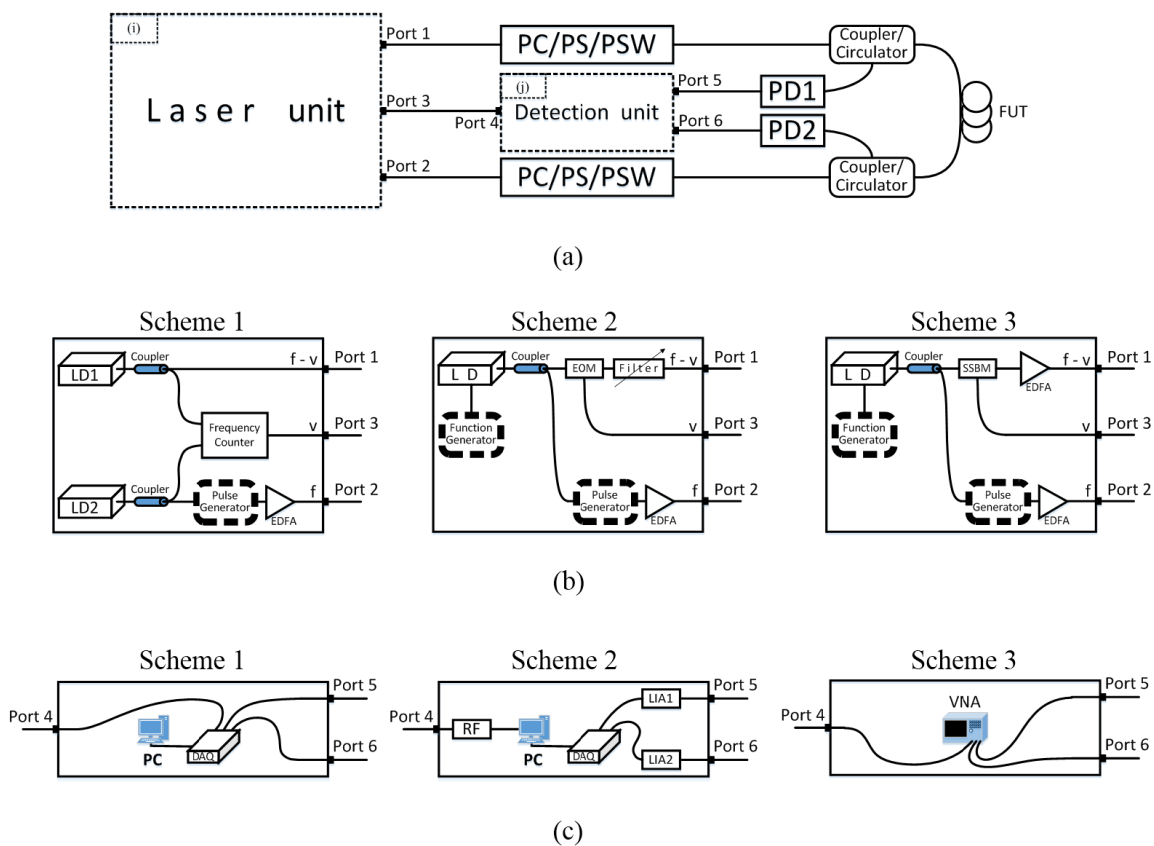 (i)
Laser unit
Port 1
Port 3
Port 2
PC/PS/PSW
(j)
Detection unit
Port 4
Port 5
Port 6
PD1
PD2
PC/PS/PSW
Coupler/
Circulator
Coupler/
Circulator
FUT
(a)
Scheme 1
LD1
Coupler
f - v
Port 1
Frequency
Counter
v
Port 3
LD2
Coupler
Pulse
Generator
EDFA
f
Port 2
Scheme 2
L D
Coupler
EOM
Filter
f - v
Port 1
Function
Generator
v
Port 3
Pulse
Generator
EDFA
f
Port 2
Scheme 3
L D
Coupler
SSBM
EDFA
f - v
Port 1
Function
Generator
v
Port 3
Pulse
Generator
EDFA
f
Port 2
(b)
Scheme 1
Port 4
PC
DAQ
Port 5
Port 6
Scheme 2
Port 4
RF
PC
DAQ
LIA1
LIA2
Port 5
Port 6
Scheme 3
Port 4
VNA
Port 5
Port 6
(c)